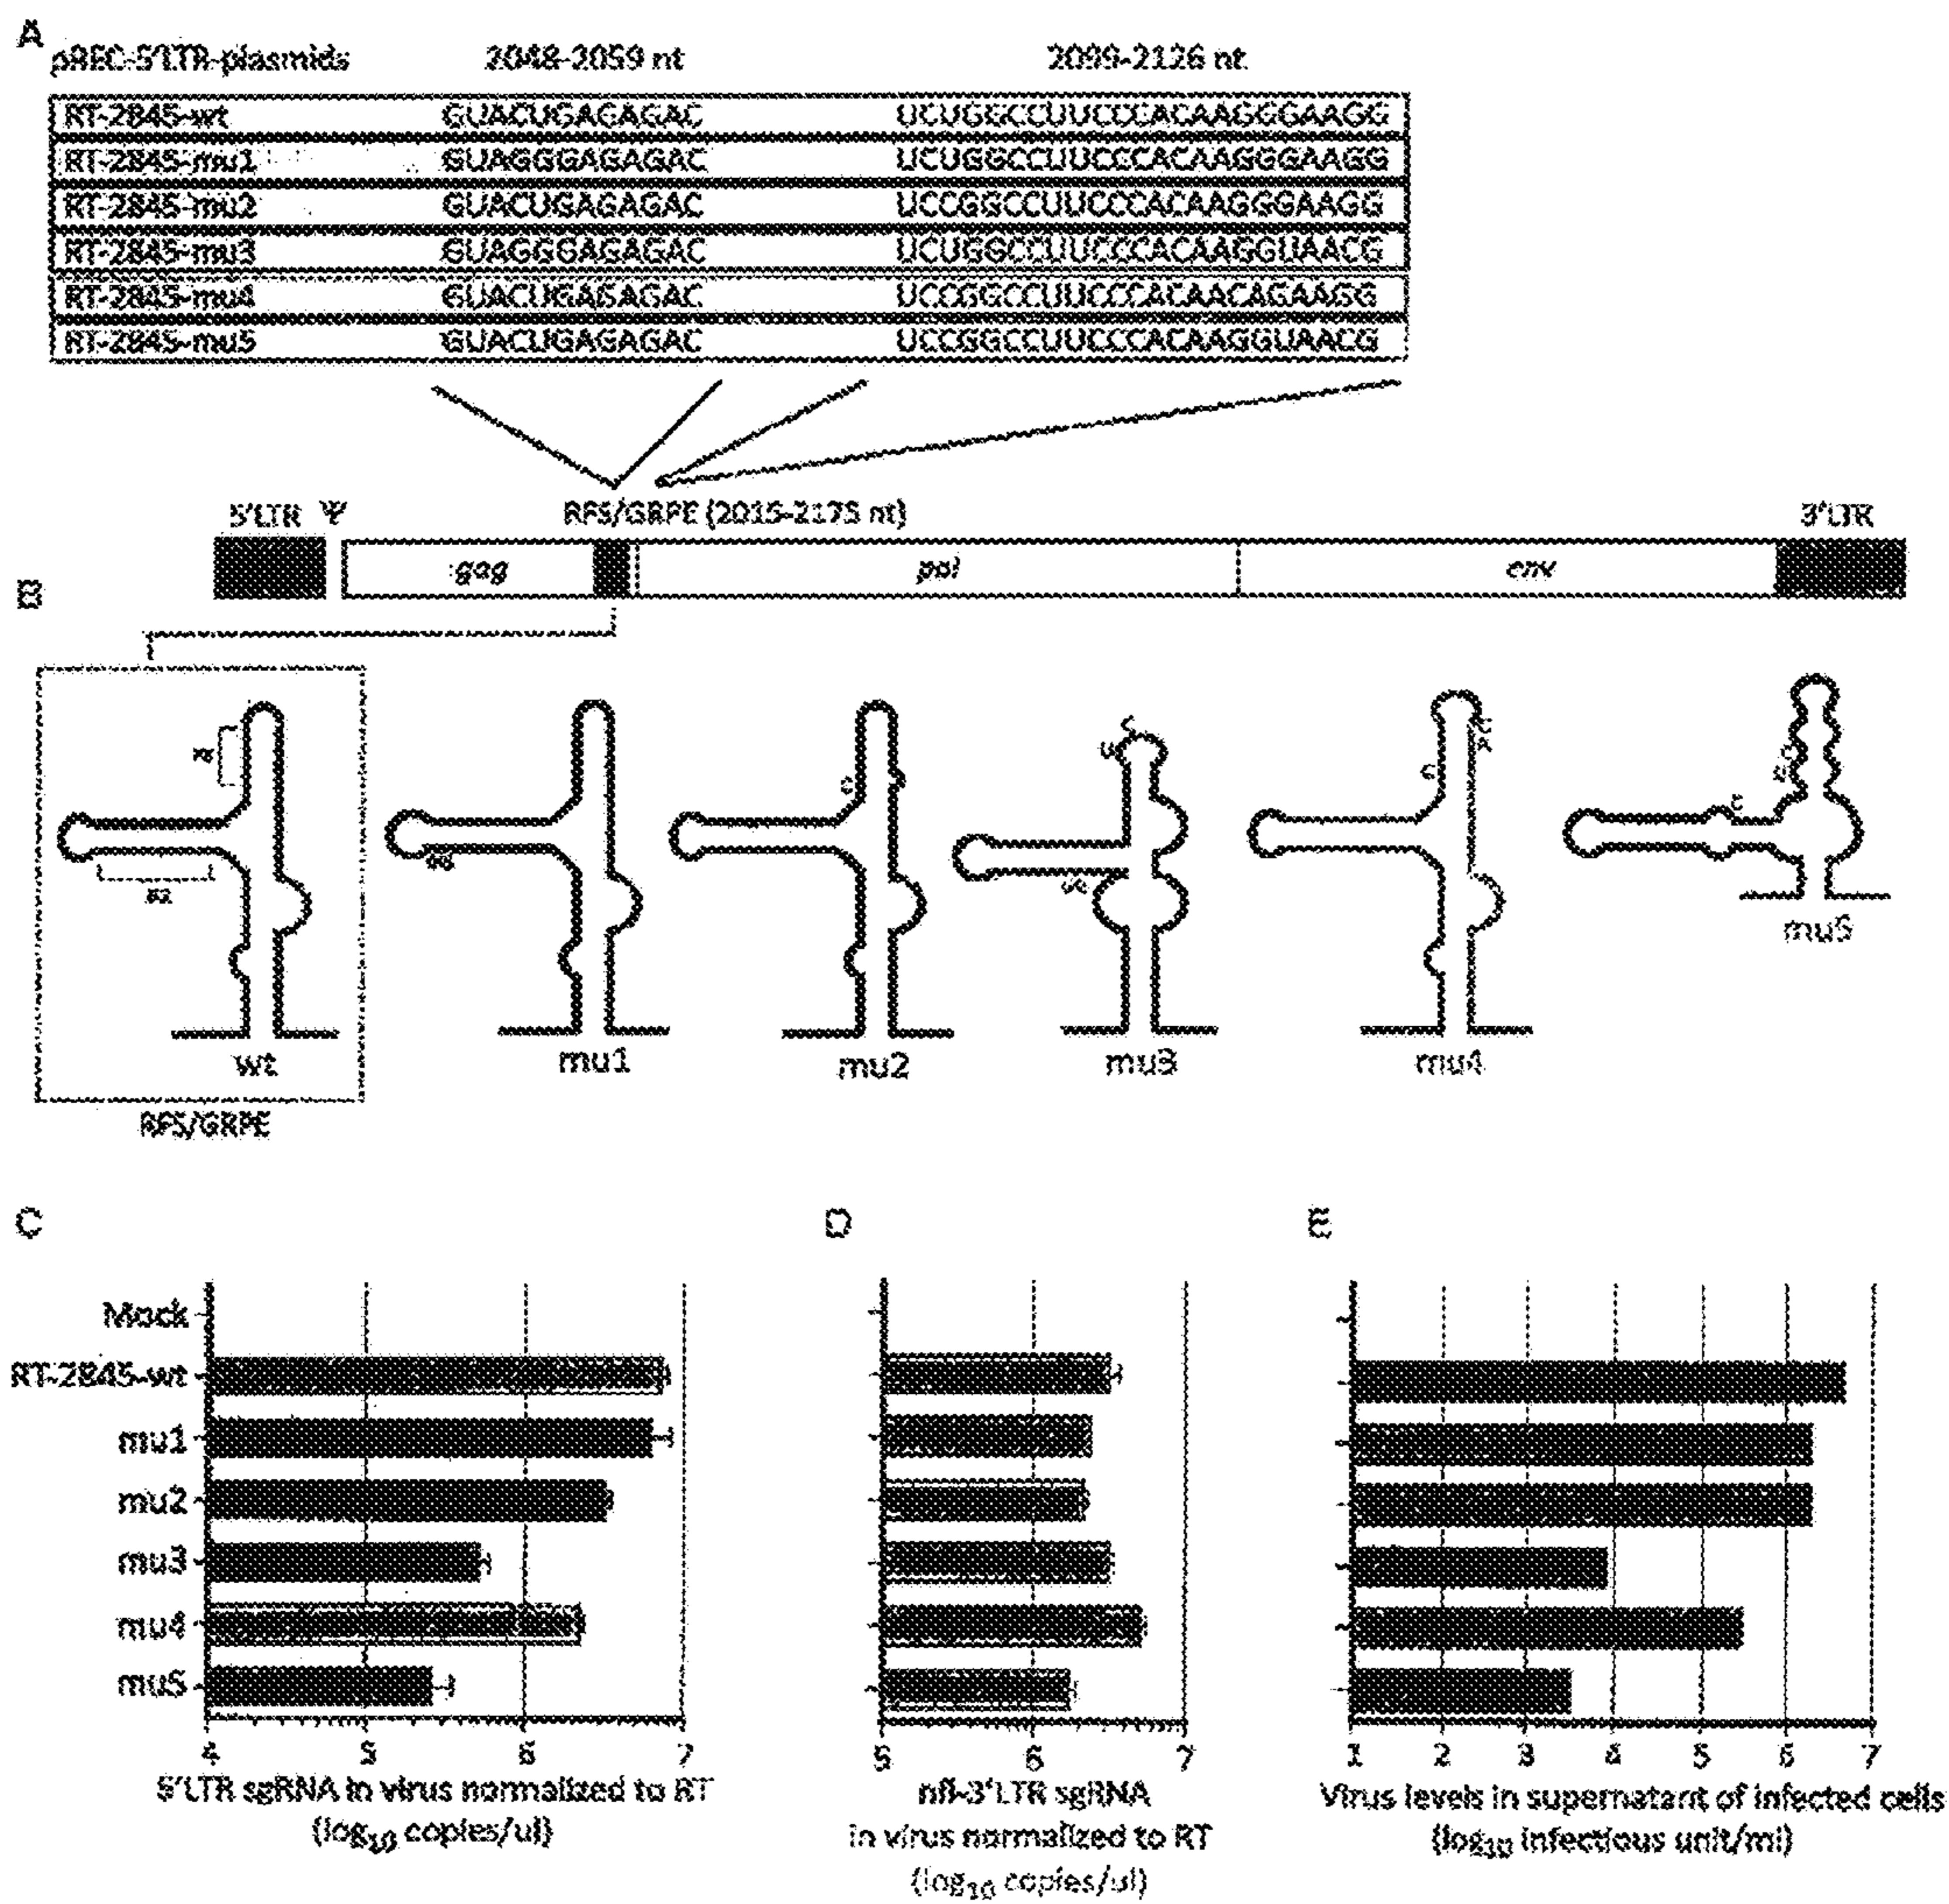 A
pREC-5'LTR-plasmids 2048-2059 nt 2099-2126 nt
RT-2845-wt GUACUGAGAGAC UCUGGCCUUCCCACAAGGGAAGG
RT-2845-mu1 GUAGGGAGAGAC UCUGGCCUUCCCACAAGGGAAGG
RT-2845-mu2 GUACUGAGAGAC UCCGGCCUUCCCACAAGGGAAGG
RT-2845-mu3 GUAGGGAGAGAC UCUGGCCUUCCCACAAGGUAACG
RT-2845-mu4 GUACUGAGAGAC UCCGGCCUUCCCACAACAGAAGG
RT-2845-mu5 GUACUGAGAGAC UCCGGCCUUCCCACAAGGUAACG
5'LTR Ψ RFS/GRPE (2015-2175 nt) 3'LTR
gag pol env
B
wt
mu1
mu2
mu3
mu4
mu5
RFS/GRPE
C
Mock
RT-2845-wt
mu1
mu2
mu3
mu4
mu5
4 5 6 7
5'LTR sgRNA in virus normalized to RT
(log10 copies/ul)
D
5 6 7
nfl-3'LTR sgRNA
in virus normalized to RT
(log10 copies/ul)
E
1 2 3 4 5 6 7
Virus levels in supernatant of infected cells
(log10 infectious unit/ml)